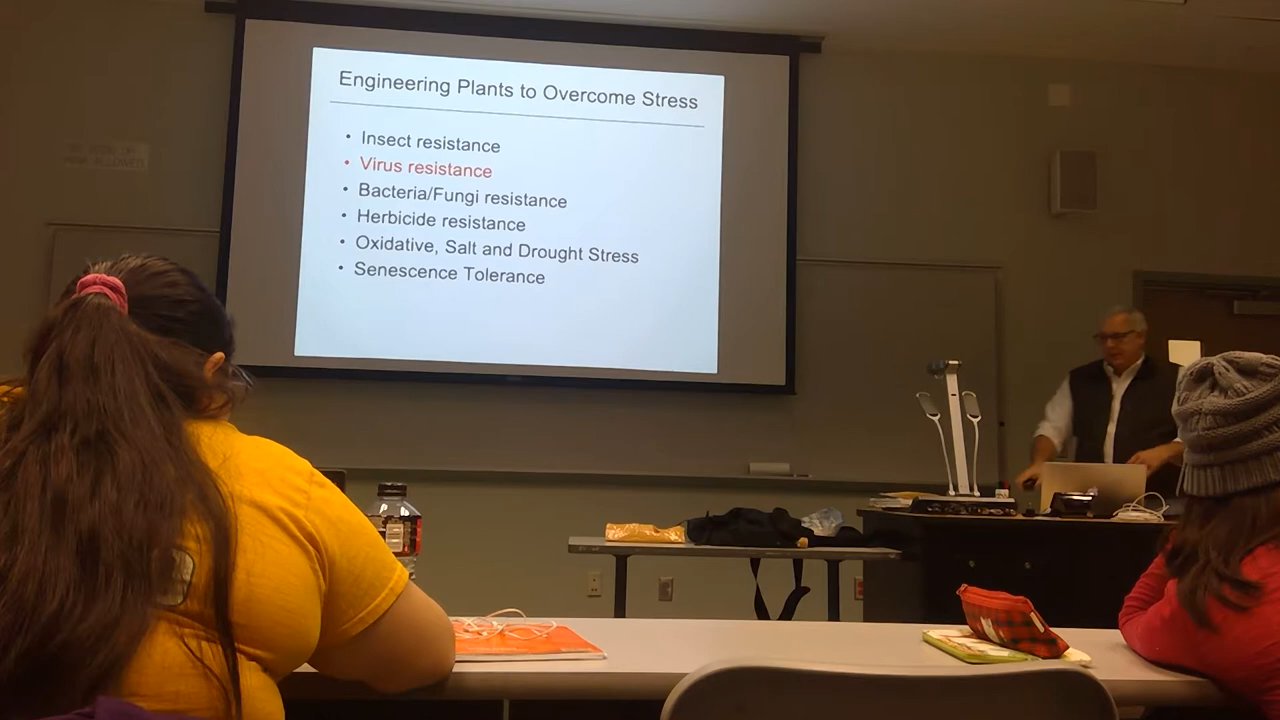 Engineering Plants to Overcome Stress
• Insect resistance
• Virus resistance
• Bacteria/Fungi resistance
• Herbicide resistance
• Oxidative, Salt and Drought Stress
• Senescence Tolerance